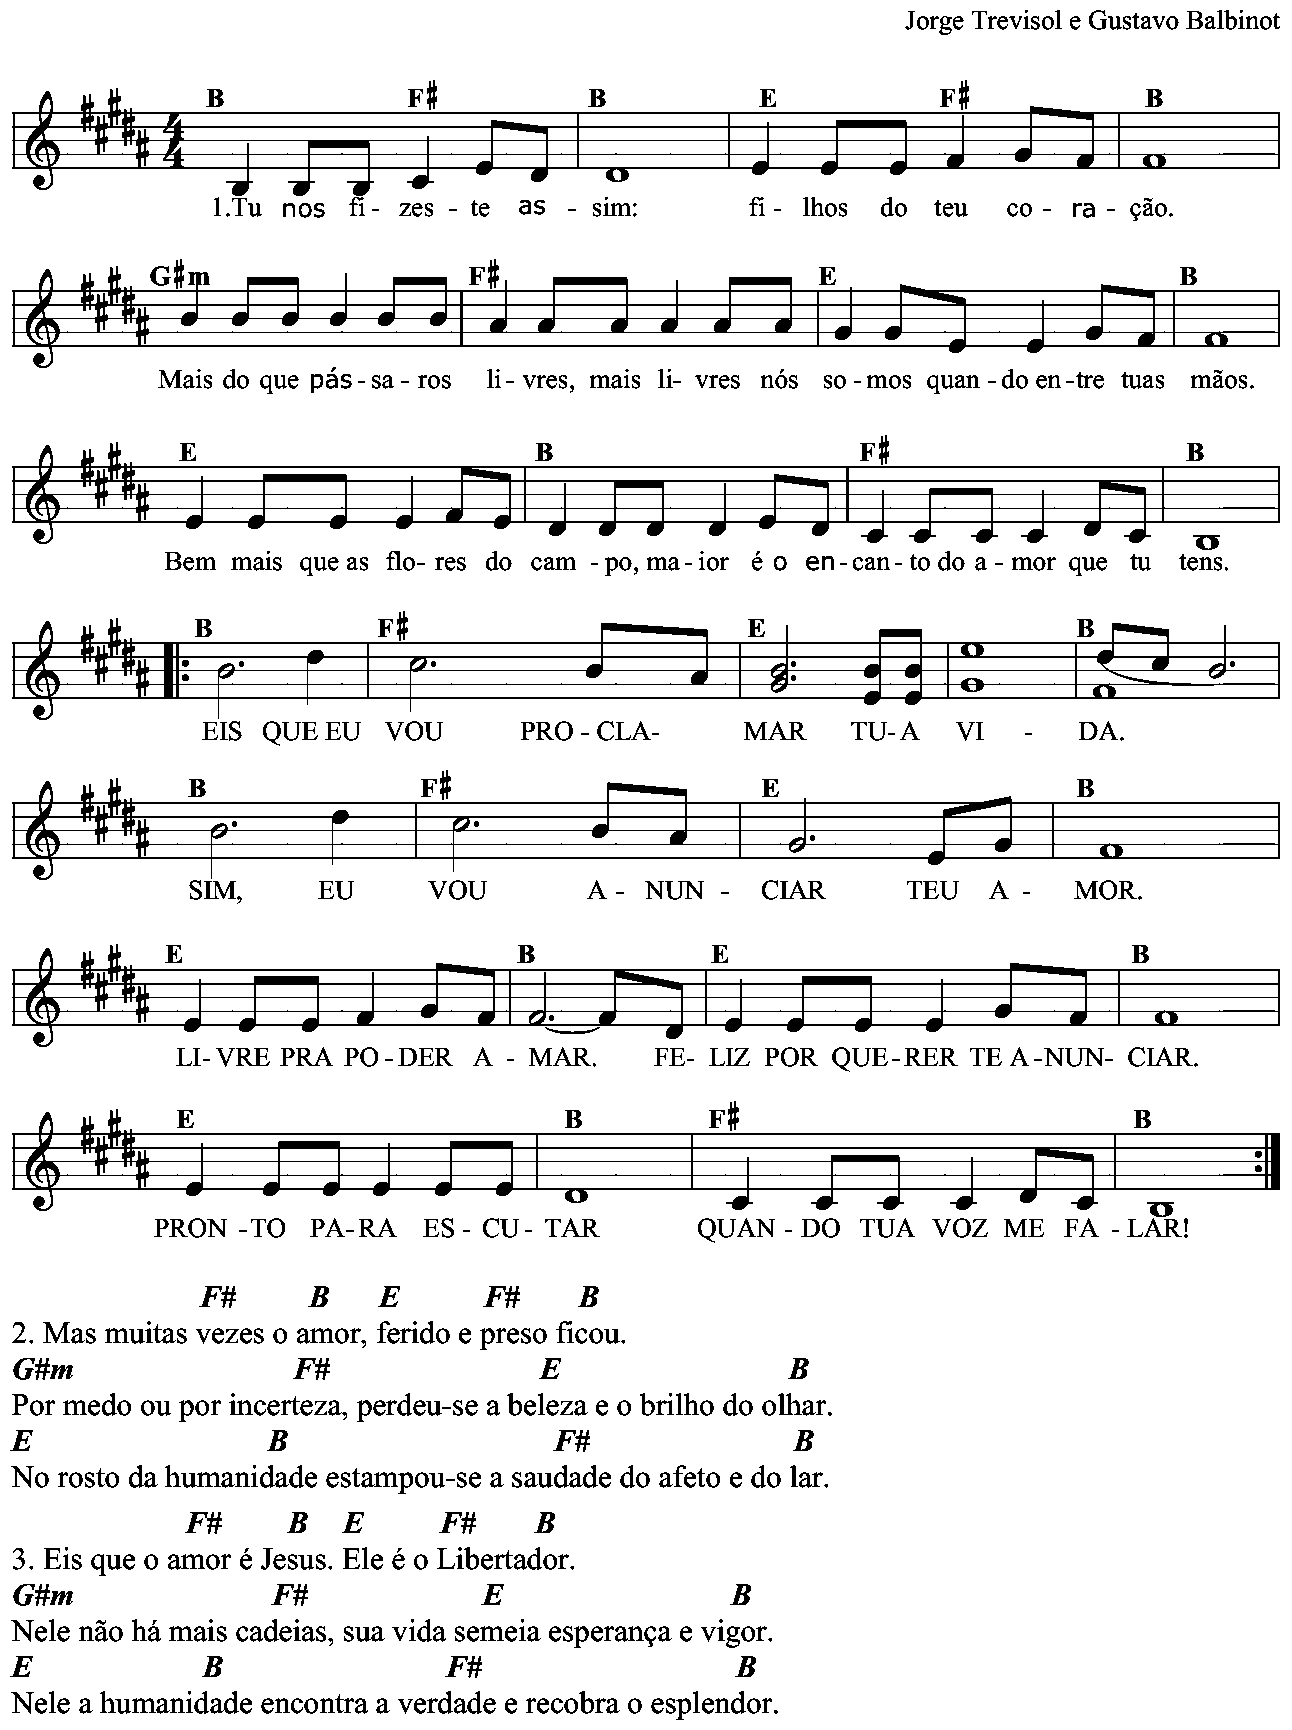 Jorge Trevisol e Gustavo Balbinot
B F# B E F# B
1.Tu nos fi- zes- te as - sim: fi- lhos do teu co- ra - ção.
G#m F# E B
Mais do que pás - sa - ros li - vres, mais li- vres nós so - mos quan - do en - tre tuas mãos.
E B F# B
Bem mais que as flo- res do cam - po, ma - ior é o en - can - to do a - mor que tu tens.
B F# E B
EIS QUE EU VOU PRO - CLA- MAR TU- A VI - DA.
B F# E B
SIM, EU VOU A - NUN - CIAR TEU A - MOR.
E B E B
LI- VRE PRA PO - DER A - MAR. FE- LIZ POR QUE - RER TE A - NUN- CIAR.
E B F# B
PRON - TO PA- RA ES - CU - TAR QUAN - DO TUA VOZ ME FA - LAR!
F# B E F# B
2. Mas muitas vezes o amor, ferido e preso ficou.
G#m F# E B
Por medo ou por incerteza, perdeu-se a beleza e o brilho do olhar.
E B F# B
No rosto da humanidade estampou-se a saudade do afeto e do lar.
F# B E F# B
3. Eis que o amor é Jesus. Ele é o Libertador.
G#m F# E B
Nele não há mais cadeias, sua vida semeia esperança e vigor.
E B F# B
Nele a humanidade encontra a verdade e recobra o esplendor.